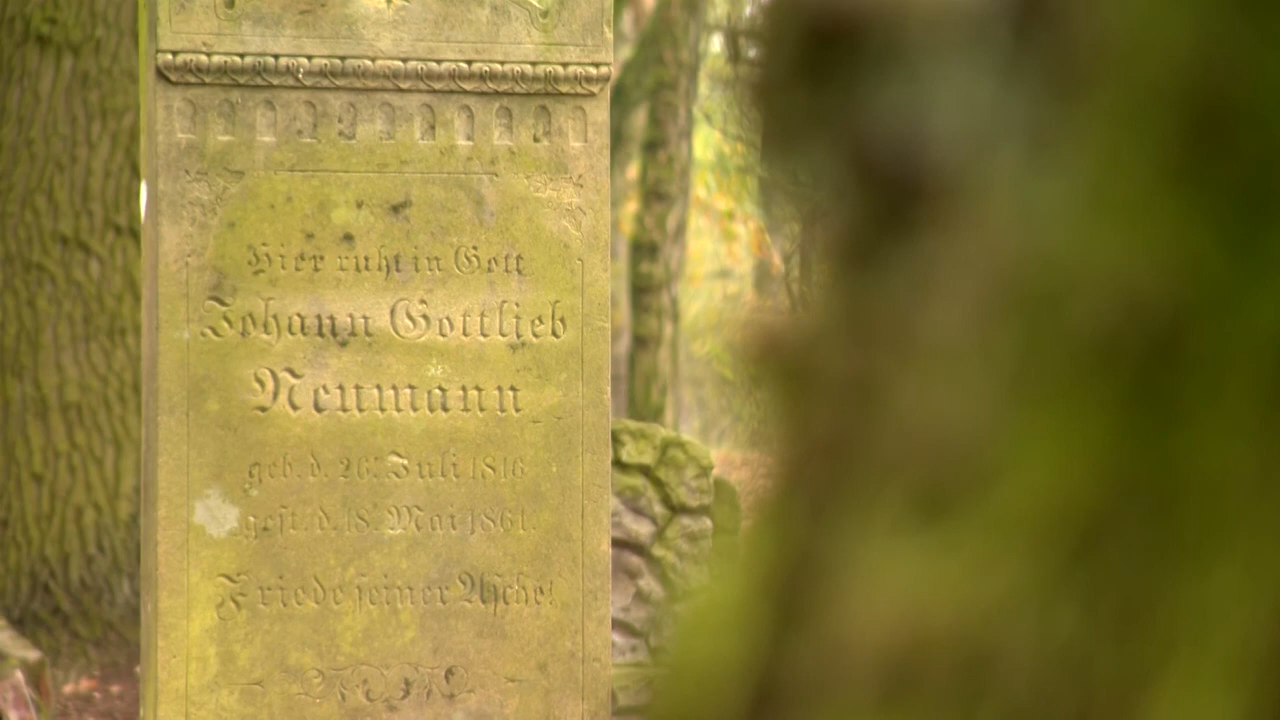 Hier ruht in Gott
Johann Gottlieb
Neumann
geb. d. 26. Juli 1816
gest. d. 18. Mai 1861.
Friede seiner Asche!